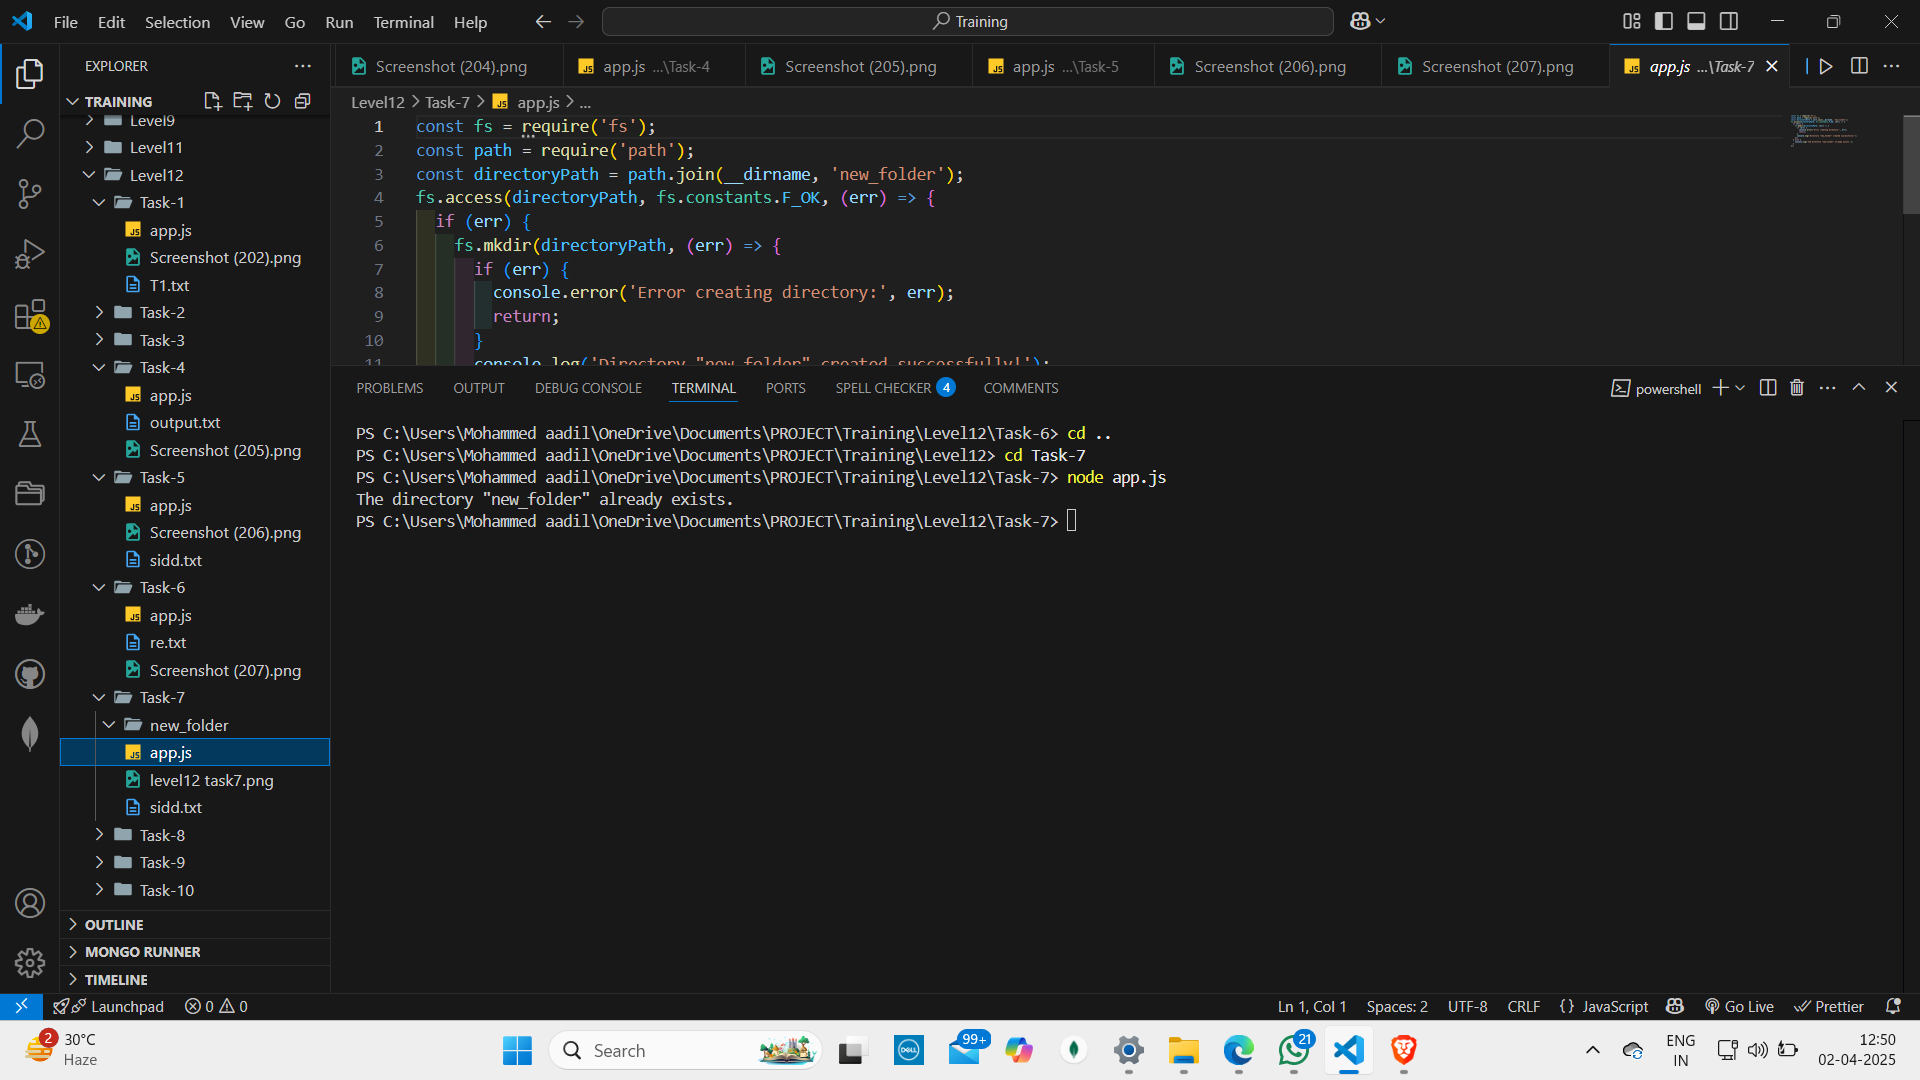 File Edit Selection View Go Run Terminal Help
Training
EXPLORER
TRAINING
Level9
Level11
Level12
Task-1
app.js
Screenshot (202).png
T1.txt
Task-2
Task-3
Task-4
app.js
output.txt
Screenshot (205).png
Task-5
app.js
Screenshot (206).png
sidd.txt
Task-6
app.js
re.txt
Screenshot (207).png
Task-7
new_folder
app.js
level12 task7.png
sidd.txt
Task-8
Task-9
Task-10
OUTLINE
MONGO RUNNER
TIMELINE
Screenshot (204).png app.js ...\Task-4 Screenshot (205).png app.js ...\Task-5 Screenshot (206).png Screenshot (207).png app.js ...\Task-7
Level12 > Task-7 > app.js > ...
1 const fs = require('fs');
2 const path = require('path');
3 const directoryPath = path.join(__dirname, 'new_folder');
4 fs.access(directoryPath, fs.constants.F_OK, (err) => {
5 if (err) {
6 fs.mkdir(directoryPath, (err) => {
7 if (err) {
8 console.error('Error creating directory:', err);
9 return;
10 }
11 console.log('Directory "new_folder" created successfully!');
PROBLEMS OUTPUT DEBUG CONSOLE TERMINAL PORTS SPELL CHECKER 4 COMMENTS
powershell
PS C:\Users\Mohammed aadil\OneDrive\Documents\PROJECT\Training\Level12\Task-6> cd ..
PS C:\Users\Mohammed aadil\OneDrive\Documents\PROJECT\Training\Level12> cd Task-7
PS C:\Users\Mohammed aadil\OneDrive\Documents\PROJECT\Training\Level12\Task-7> node app.js
The directory "new_folder" already exists.
PS C:\Users\Mohammed aadil\OneDrive\Documents\PROJECT\Training\Level12\Task-7>
Launchpad 0 0
Ln 1, Col 1 Spaces: 2 UTF-8 CRLF {} JavaScript Go Live Prettier
2
30°C
Haze
Search
DELL
99+
21
ENG
IN
12:50
02-04-2025